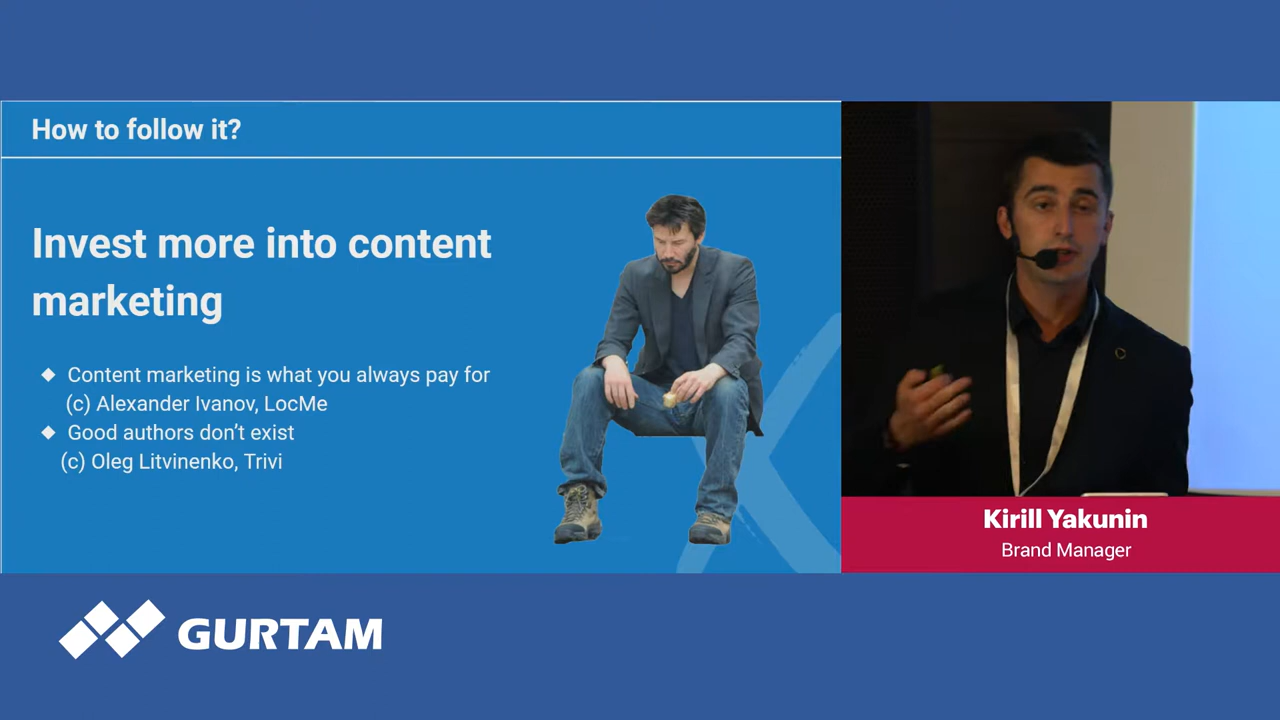 How to follow it?
Invest more into content
marketing
◆ Content marketing is what you always pay for
(c) Alexander Ivanov, LocMe
◆ Good authors don’t exist
(c) Oleg Litvinenko, Trivi
Kirill Yakunin
Brand Manager
GURTAM